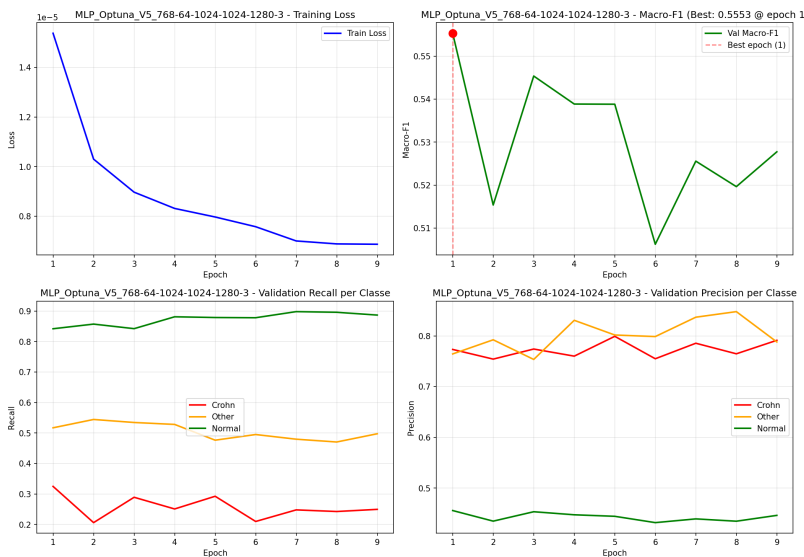 MLP_Optuna_V5_768-64-1024-1024-1280-3 - Training Loss
1e−5
Train Loss
1.4
1.2
1.0
0.8
Loss
1 2 3 4 5 6 7 8 9
Epoch
MLP_Optuna_V5_768-64-1024-1024-1280-3 - Macro-F1 (Best: 0.5553 @ epoch 1
Val Macro-F1
Best epoch (1)
0.55
0.54
0.53
0.52
0.51
Macro-F1
1 2 3 4 5 6 7 8 9
Epoch
MLP_Optuna_V5_768-64-1024-1024-1280-3 - Validation Recall per Classe
0.9
0.8
0.7
0.6
0.5
0.4
0.3
0.2
Recall
Crohn
Other
Normal
1 2 3 4 5 6 7 8 9
Epoch
MLP_Optuna_V5_768-64-1024-1024-1280-3 - Validation Precision per Classe
0.8
0.7
0.6
0.5
Precision
Crohn
Other
Normal
1 2 3 4 5 6 7 8 9
Epoch